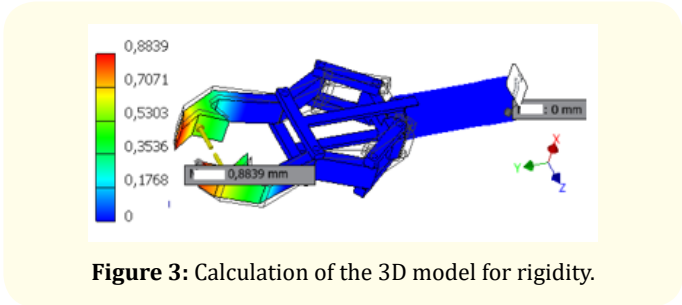 0,8839
0,7071
0,5303
0,3536
0,1768
0
: 0 mm
0,8839 mm
X
Y
Z
Figure 3: Calculation of the 3D model for rigidity.